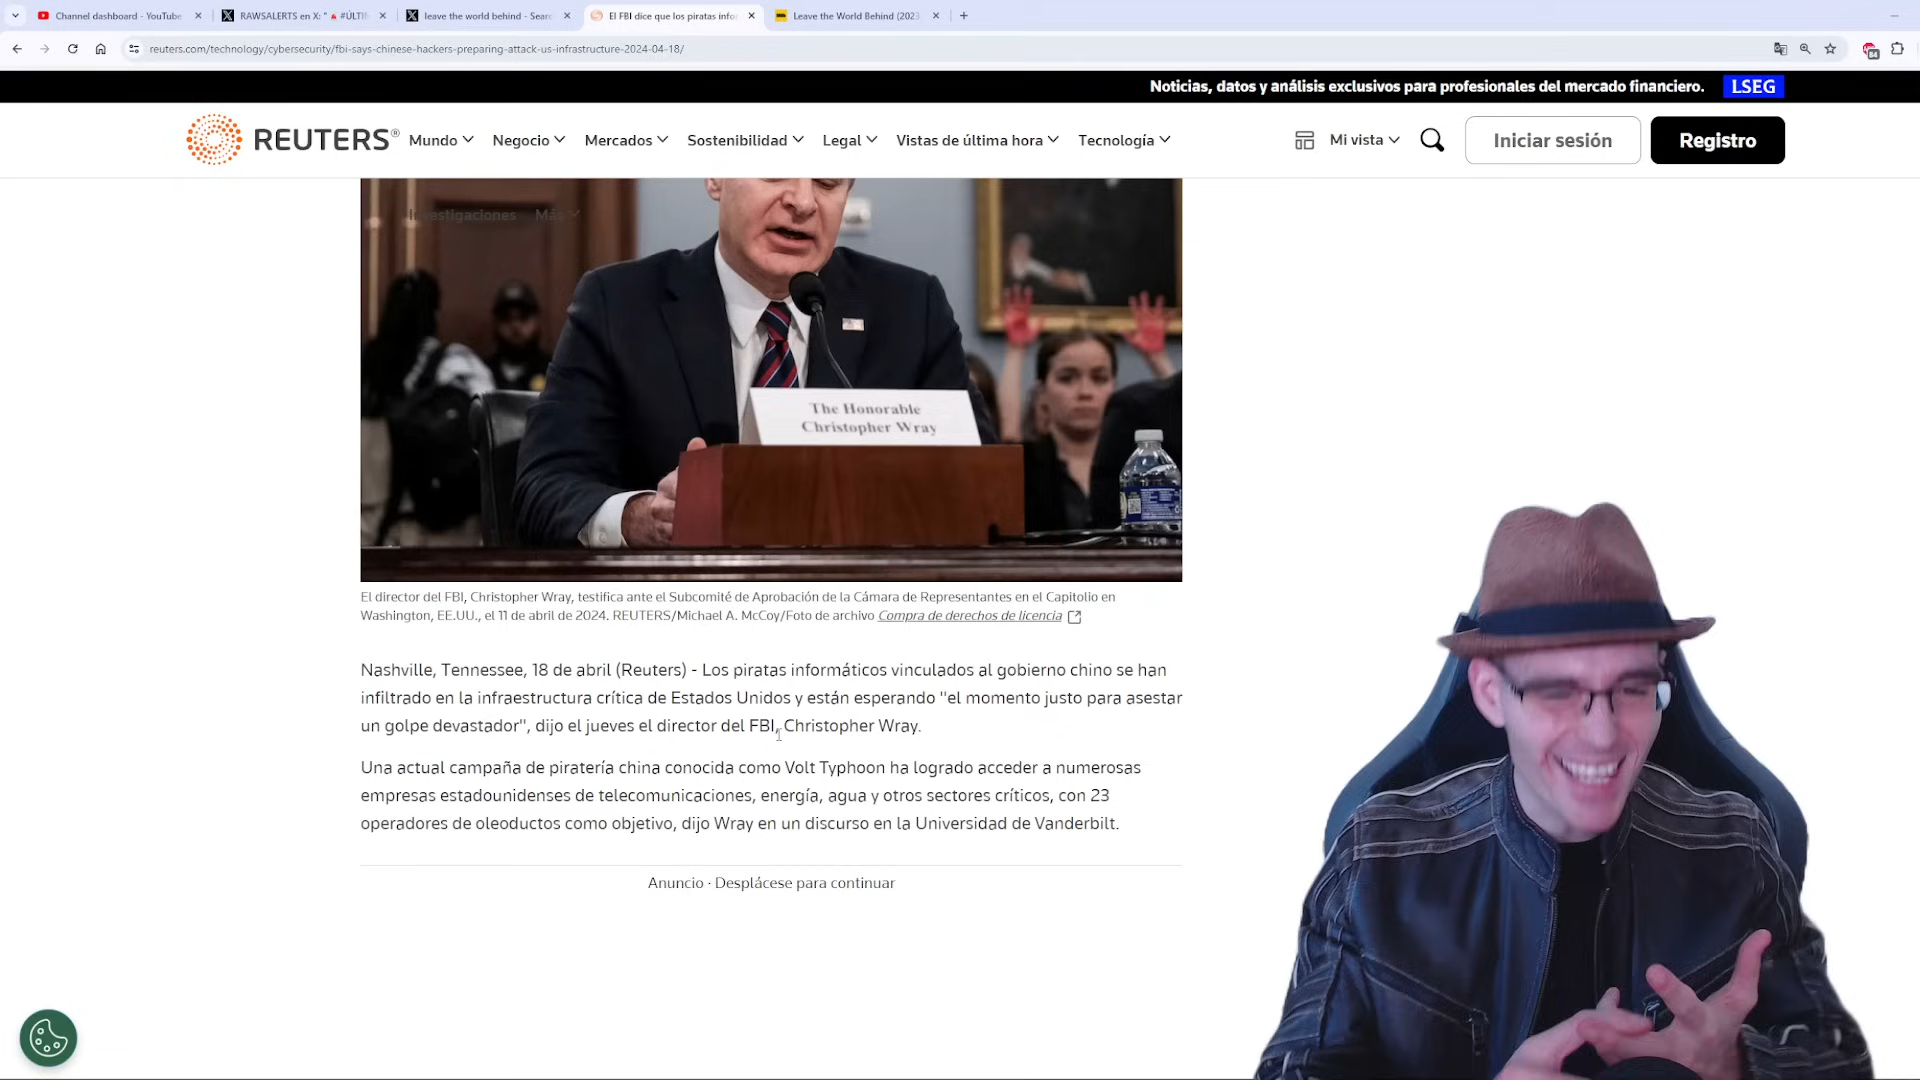 Channel dashboard - YouTube
RAWSALERTS en X: "🔺#ÚLTI
leave the world behind - Sear
El FBI dice que los piratas info
Leave the World Behind (2023
reuters.com/technology/cybersecurity/fbi-says-chinese-hackers-preparing-attack-us-infrastructure-2024-04-18/
Noticias, datos y análisis exclusivos para profesionales del mercado financiero. LSEG
REUTERS® Mundo Negocio Mercados Sostenibilidad Legal Vistas de última hora Tecnología Mi vista Iniciar sesión Registro
Investigaciones Más
The Honorable
Christopher Wray
El director del FBI, Christopher Wray, testifica ante el Subcomité de Aprobación de la Cámara de Representantes en el Capitolio en
Washington, EE.UU., el 11 de abril de 2024. REUTERS/Michael A. McCoy/Foto de archivo Compra de derechos de licencia
Nashville, Tennessee, 18 de abril (Reuters) - Los piratas informáticos vinculados al gobierno chino se han
infiltrado en la infraestructura crítica de Estados Unidos y están esperando "el momento justo para asestar
un golpe devastador", dijo el jueves el director del FBI, Christopher Wray.
Una actual campaña de piratería china conocida como Volt Typhoon ha logrado acceder a numerosas
empresas estadounidenses de telecomunicaciones, energía, agua y otros sectores críticos, con 23
operadores de oleoductos como objetivo, dijo Wray en un discurso en la Universidad de Vanderbilt.
Anuncio · Desplácese para continuar